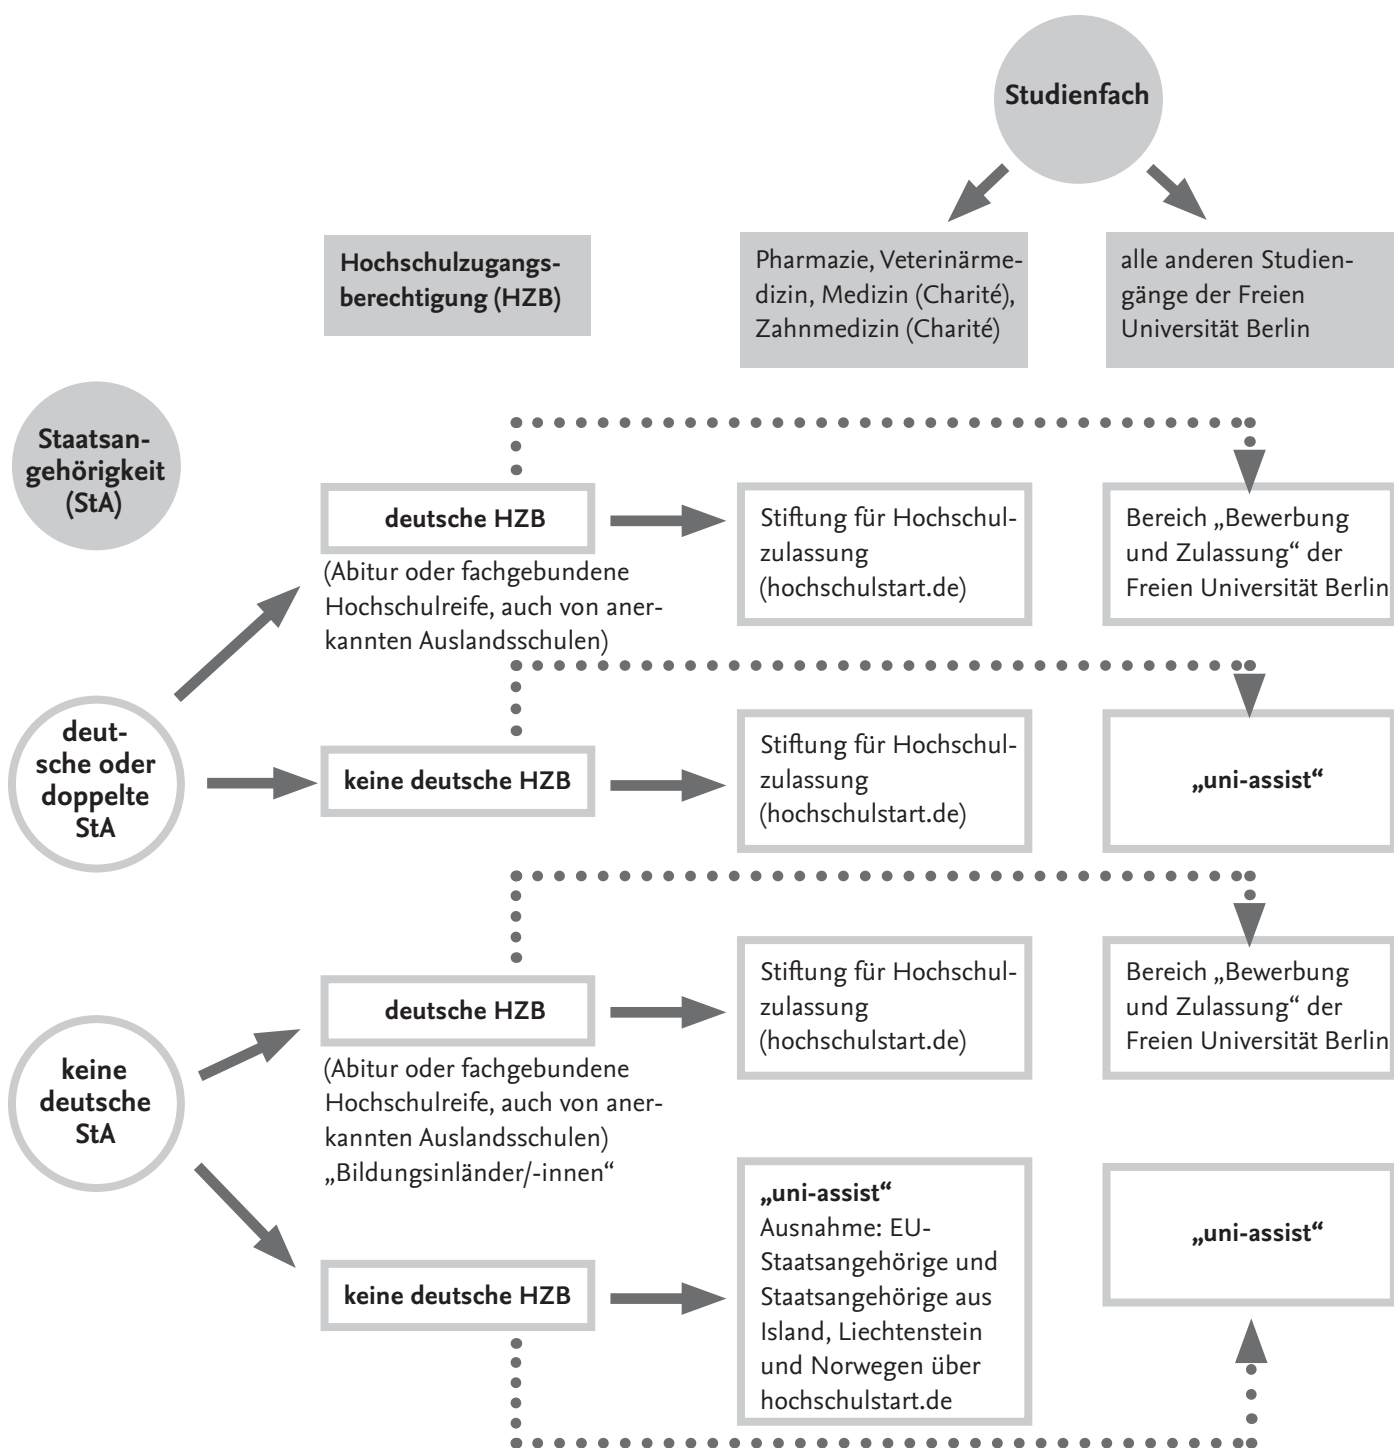 Studienfach
Hochschulzugangs-
berechtigung (HZB)
Pharmazie, Veterinärme-
dizin, Medizin (Charité),
Zahnmedizin (Charité)
alle anderen Studien-
gänge der Freien
Universität Berlin
Staatsan-
gehörigkeit
(StA)
deutsche HZB
(Abitur oder fachgebundene
Hochschulreife, auch von aner-
kannten Auslandsschulen)
Stiftung für Hochschul-
zulassung
(hochschulstart.de)
Bereich „Bewerbung
und Zulassung“ der
Freien Universität Berlin
deut-
sche oder
doppelte
StA
keine deutsche HZB
Stiftung für Hochschul-
zulassung
(hochschulstart.de)
„uni-assist“
keine
deutsche
StA
deutsche HZB
(Abitur oder fachgebundene
Hochschulreife, auch von aner-
kannten Auslandsschulen)
„Bildungsinländer/-innen“
Stiftung für Hochschul-
zulassung
(hochschulstart.de)
Bereich „Bewerbung
und Zulassung“ der
Freien Universität Berlin
keine deutsche HZB
„uni-assist“
Ausnahme: EU-
Staatsangehörige und
Staatsangehörige aus
Island, Liechtenstein
und Norwegen über
hochschulstart.de
„uni-assist“